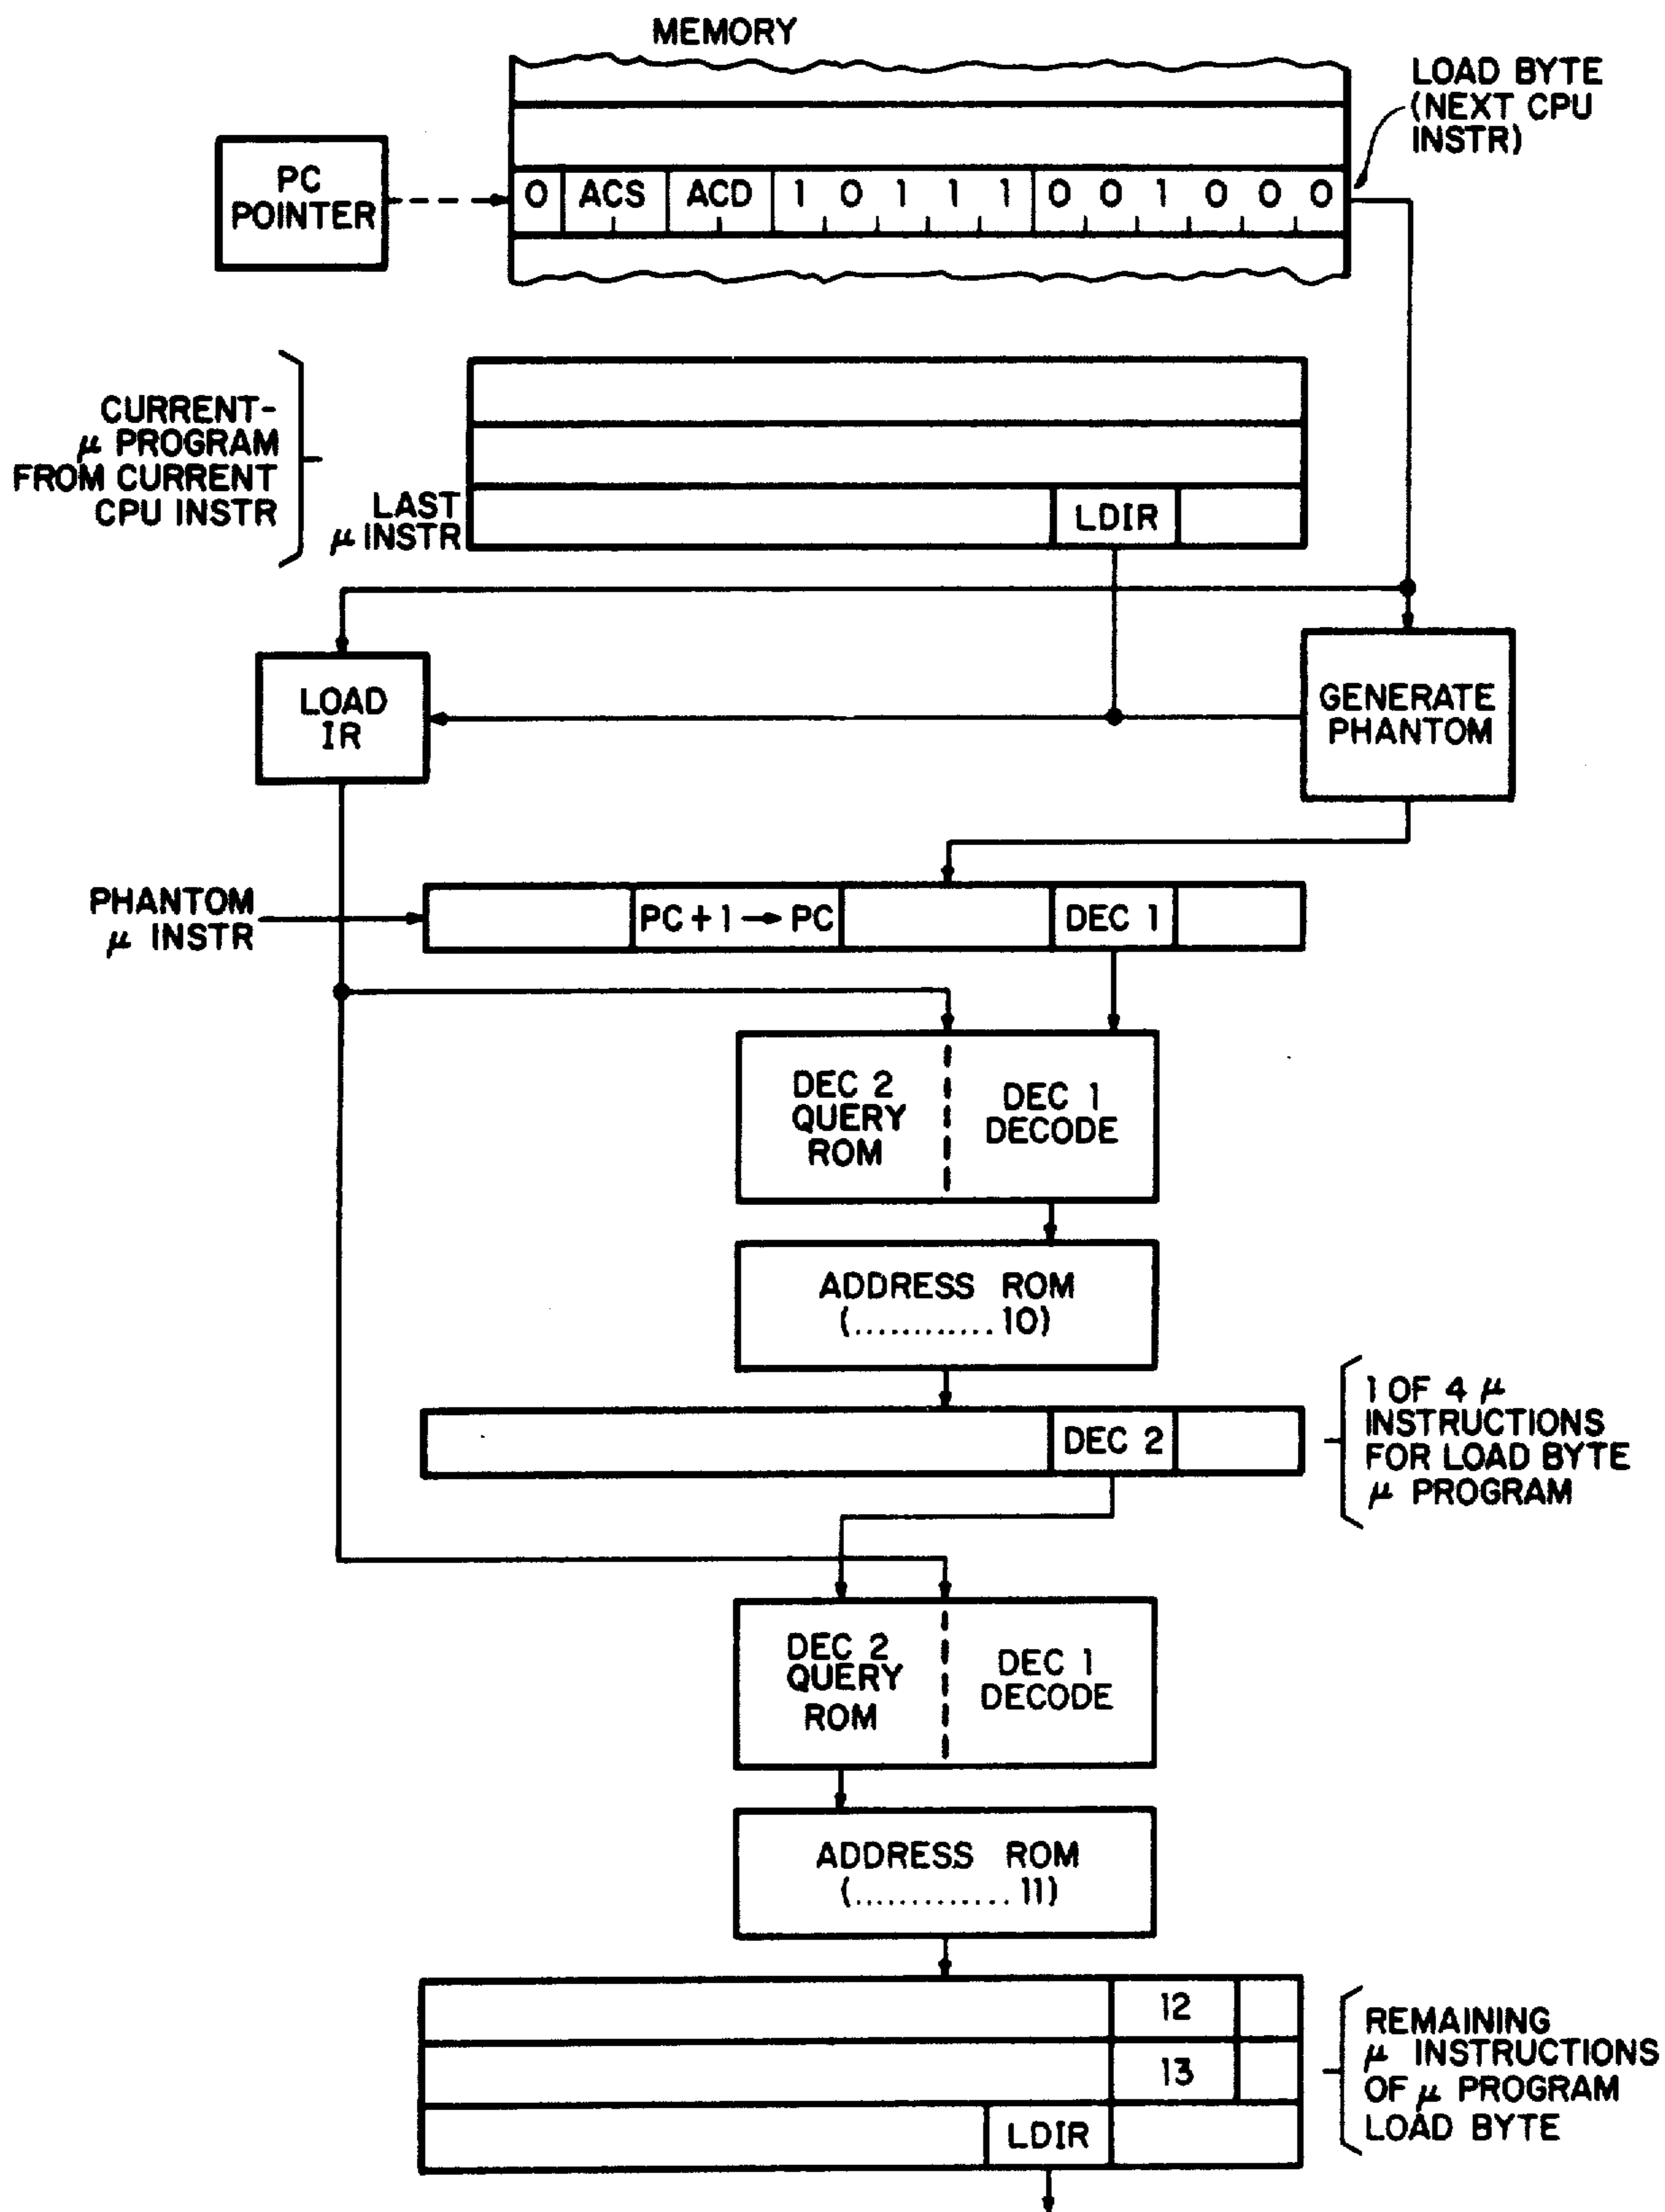 MEMORY
LOAD BYTE
(NEXT CPU
INSTR)
PC
POINTER
0 ACS ACD 1 0 1 1 1 0 0 1 0 0 0
CURRENT-
μ PROGRAM
FROM CURRENT
CPU INSTR
LAST
μ INSTR
LDIR
LOAD
IR
GENERATE
PHANTOM
PHANTOM
μ INSTR
PC+1→PC
DEC 1
DEC 2
QUERY
ROM
DEC 1
DECODE
ADDRESS ROM
(............10)
DEC 2
1 OF 4 μ
INSTRUCTIONS
FOR LOAD BYTE
μ PROGRAM
DEC 2
QUERY
ROM
DEC 1
DECODE
ADDRESS ROM
(.............11)
12
13
LDIR
REMAINING
μ INSTRUCTIONS
OF μ PROGRAM
LOAD BYTE